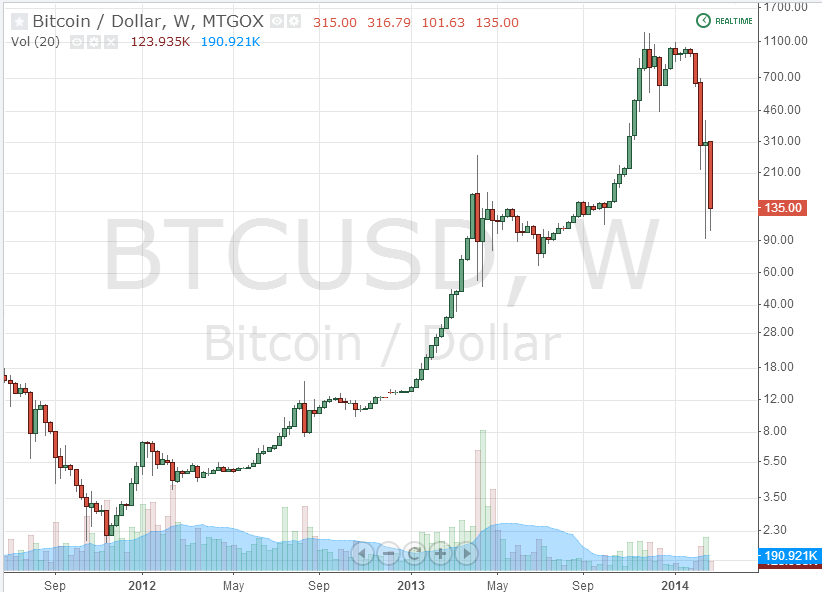 Bitcoin / Dollar, W, MTGOX 315.00 316.79 101.63 135.00
REALTIME
Vol (20) 123.935K 190.921K
BTCUSD, W
Bitcoin / Dollar
1700.00
1100.00
700.00
460.00
310.00
210.00
135.00
90.00
60.00
40.00
28.00
18.00
12.00
8.00
5.50
3.50
2.30
190.921K
Sep 2012 May Sep 2013 May Sep 2014